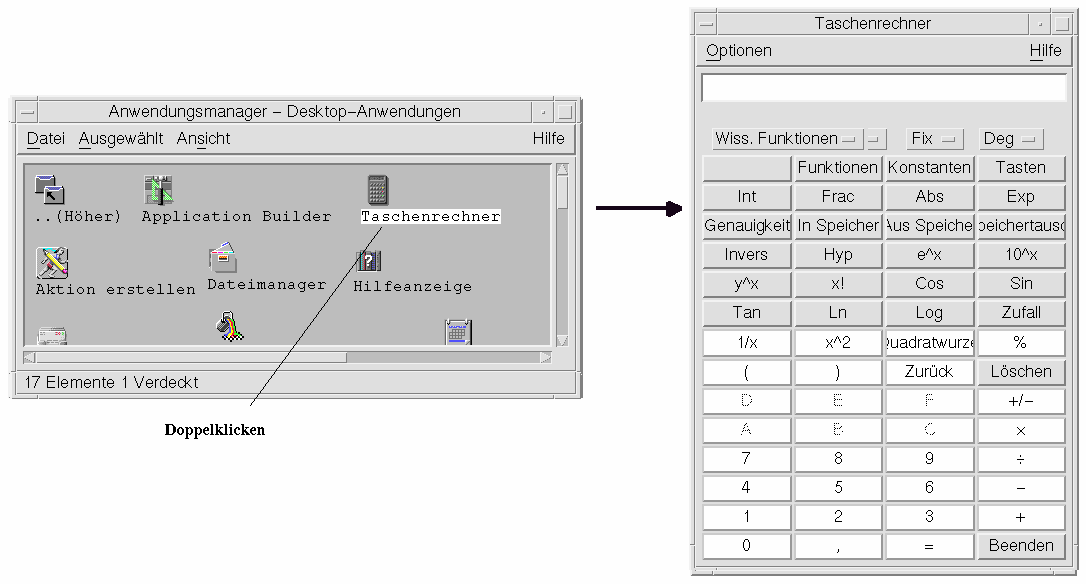 Anwendungsmanager – Desktop–Anwendungen
Datei Ausgewählt Ansicht Hilfe
..(Höher) Application Builder Taschenrechner
Aktion erstellen Dateimanager Hilfeanzeige
17 Elemente 1 Verdeckt
Doppelklicken
Taschenrechner
Optionen Hilfe
Wiss. Funktionen Fix Deg
Funktionen Konstanten Tasten
Int Frac Abs Exp
Genauigkeit In Speicher Aus Speiche peichertausc
Invers Hyp e^x 10^x
y^x x! Cos Sin
Tan Ln Log Zufall
1/x x^2 Quadratwurze %
( ) Zurück Löschen
D E F +/–
A B C ×
7 8 9 ÷
4 5 6 –
1 2 3 +
0 , = Beenden